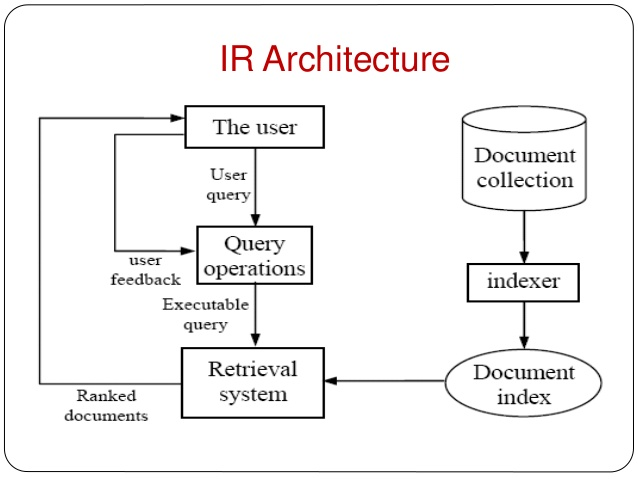 IR Architecture
The user
User
query
user
feedback
Query
operations
Executable
query
Retrieval
system
Ranked
documents
Document
collection
indexer
Document
index